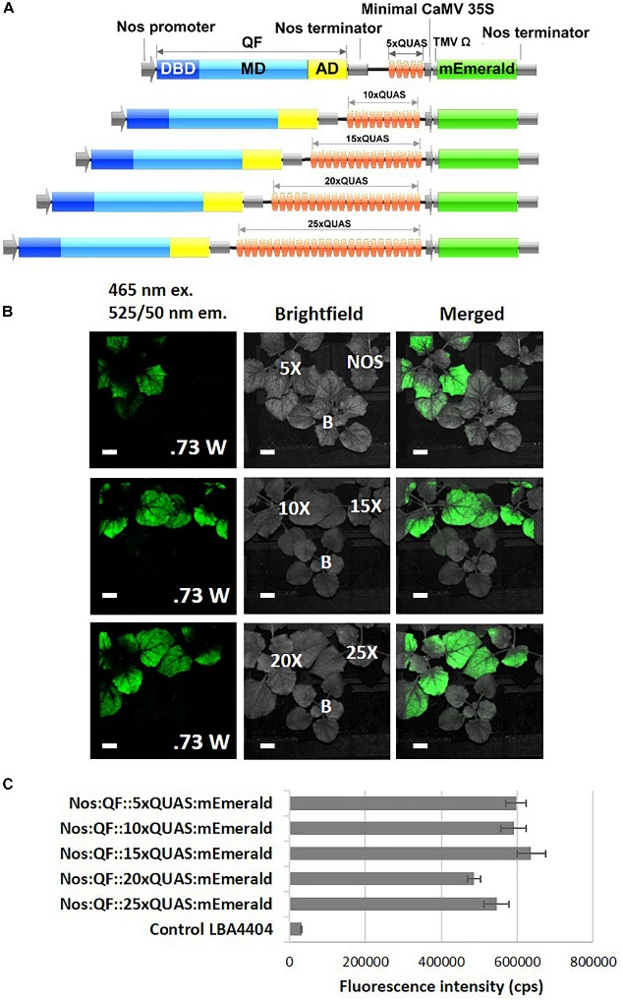 A
Minimal CaMV 35S
Nos promoter
Nos terminator
Nos terminator
QF
5xQUAS
TMV Ω
DBD
MD
AD
mEmerald
10xQUAS
15xQUAS
20xQUAS
25xQUAS
B
465 nm ex.
525/50 nm em.
Brightfield
Merged
5X
NOS
B
.73 W
10X
15X
B
.73 W
20X
25X
B
.73 W
C
Nos:QF::5xQUAS:mEmerald
Nos:QF::10xQUAS:mEmerald
Nos:QF::15xQUAS:mEmerald
Nos:QF::20xQUAS:mEmerald
Nos:QF::25xQUAS:mEmerald
Control LBA4404
0 200000 400000 600000 800000
Fluorescence intensity (cps)